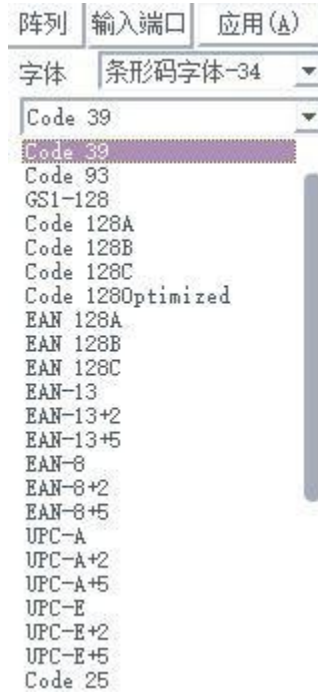 阵列 输入端口 应用(A)
字体 条形码字体-34
Code 39
Code 39
Code 93
GS1-128
Code 128A
Code 128B
Code 128C
Code 128Optimized
EAN 128A
EAN 128B
EAN 128C
EAN-13
EAN-13+2
EAN-13+5
EAN-8
EAN-8+2
EAN-8+5
UPC-A
UPC-A+2
UPC-A+5
UPC-E
UPC-E+2
UPC-E+5
Code 25